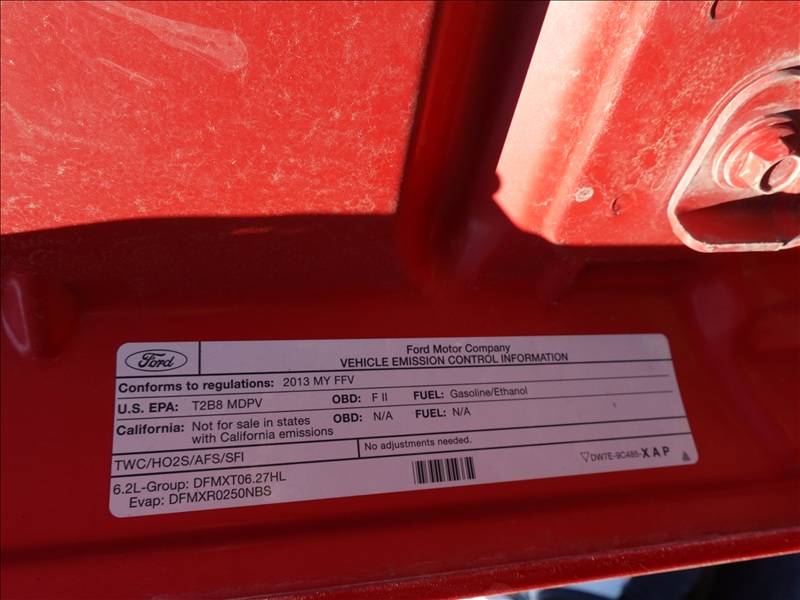 Ford
Ford Motor Company
VEHICLE EMISSION CONTROL INFORMATION
Conforms to regulations: 2013 MY FFV
U.S. EPA: T2B8 MDPV OBD: F II FUEL: Gasoline/Ethanol
California: Not for sale in states with California emissions OBD: N/A FUEL: N/A
TWC/HO2S/AFS/SFI
No adjustments needed.
6.2L-Group: DFMXT06.27HL
Evap: DFMXR0250NBS
DW7E-9C485-XAP